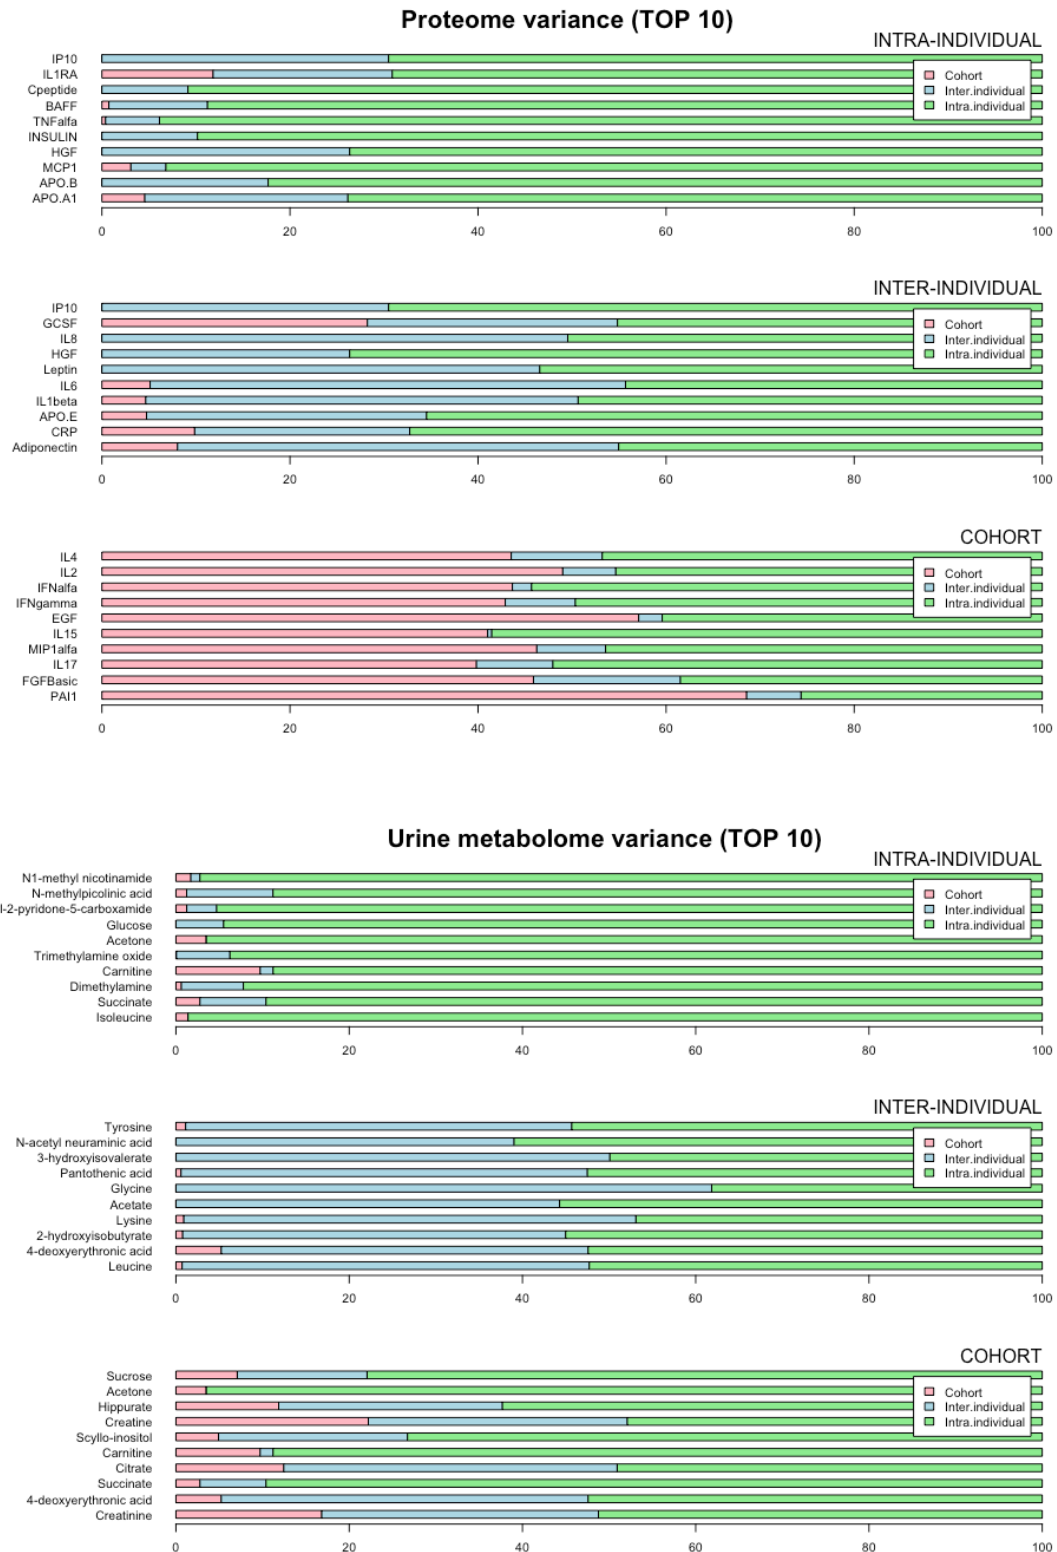 Proteome variance (TOP 10)
INTRA-INDIVIDUAL
IP10
IL1RA
Cpeptide
BAFF
TNFalfa
INSULIN
HGF
MCP1
APO.B
APO.A1
Cohort
Inter.individual
Intra.individual
0 20 40 60 80 100
INTER-INDIVIDUAL
IP10
GCSF
IL8
HGF
Leptin
IL6
IL1beta
APO.E
CRP
Adiponectin
Cohort
Inter.individual
Intra.individual
0 20 40 60 80 100
COHORT
IL4
IL2
IFNalfa
IFNgamma
EGF
IL15
MIP1alfa
IL17
FGFBasic
PAI1
Cohort
Inter.individual
Intra.individual
0 20 40 60 80 100
Urine metabolome variance (TOP 10)
INTRA-INDIVIDUAL
N1-methyl nicotinamide
N-methylpicolinic acid
l-2-pyridone-5-carboxamide
Glucose
Acetone
Trimethylamine oxide
Carnitine
Dimethylamine
Succinate
Isoleucine
Cohort
Inter.individual
Intra.individual
0 20 40 60 80 100
INTER-INDIVIDUAL
Tyrosine
N-acetyl neuraminic acid
3-hydroxyisovalerate
Pantothenic acid
Glycine
Acetate
Lysine
2-hydroxyisobutyrate
4-deoxyerythronic acid
Leucine
Cohort
Inter.individual
Intra.individual
0 20 40 60 80 100
COHORT
Sucrose
Acetone
Hippurate
Creatine
Scyllo-inositol
Carnitine
Citrate
Succinate
4-deoxyerythronic acid
Creatinine
Cohort
Inter.individual
Intra.individual
0 20 40 60 80 100